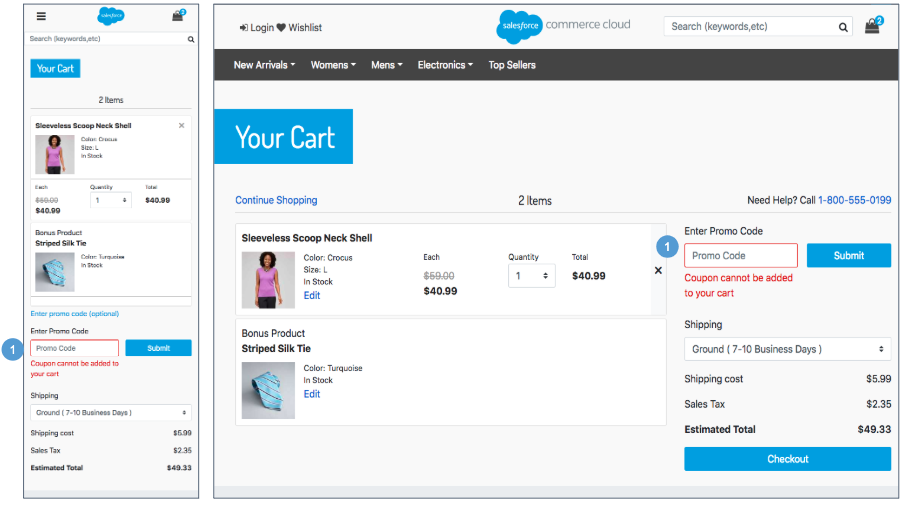 salesforce
2
Search (keywords,etc)
Your Cart
2 Items
Sleeveless Scoop Neck Shell
Color: Crocus
Size: L
In Stock
Each Quantity Total
$59.00 1 $40.99
$40.99
Bonus Product
Striped Silk Tie
Color: Turquoise
In Stock
Enter promo code (optional)
Enter Promo Code
1 Promo Code Submit
Coupon cannot be added to
your cart
Shipping
Ground ( 7-10 Business Days )
Shipping cost $5.99
Sales Tax $2.35
Estimated Total $49.33
Login Wishlist
salesforce commerce cloud
Search (keywords,etc)
2
New Arrivals Womens Mens Electronics Top Sellers
Your Cart
Continue Shopping 2 Items Need Help? Call 1-800-555-0199
Sleeveless Scoop Neck Shell
Color: Crocus Each Quantity Total
Size: L $59.00 1 $40.99
In Stock
Edit $40.99
Bonus Product
Striped Silk Tie
Color: Turquoise
In Stock
Edit
Enter Promo Code
1 Promo Code Submit
Coupon cannot be added
to your cart
Shipping
Ground ( 7-10 Business Days )
Shipping cost $5.99
Sales Tax $2.35
Estimated Total $49.33
Checkout